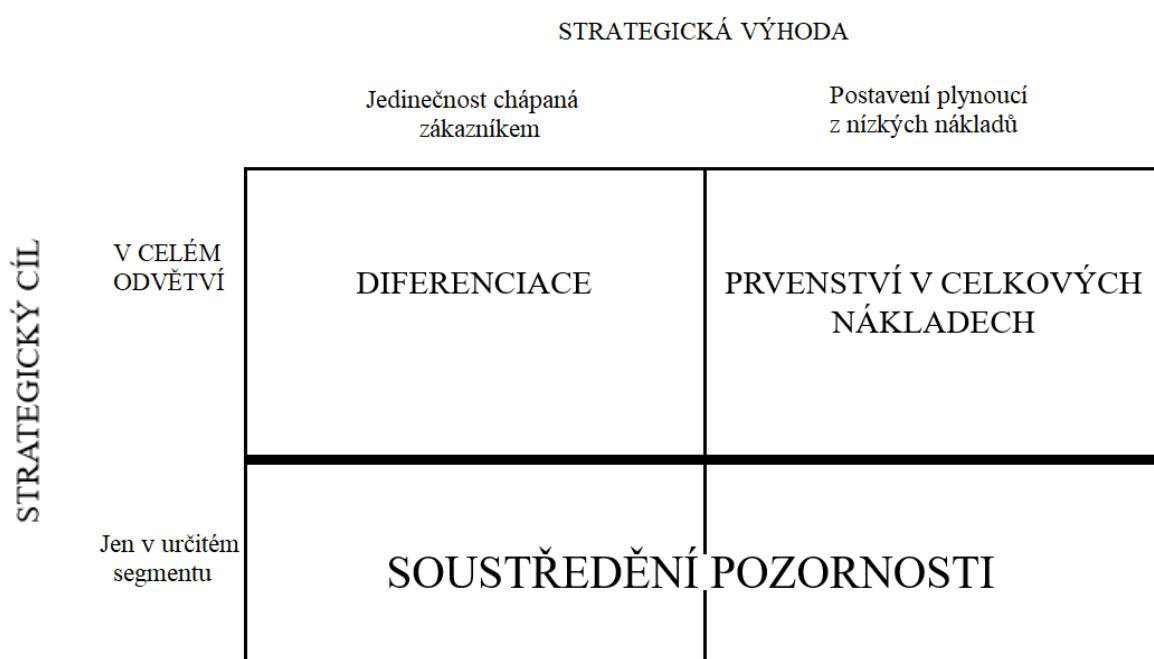 STRATEGICKÁ VÝHODA
Jedinečnost chápaná
zákazníkem
Postavení plynoucí
z nízkých nákladů
STRATEGICKÝ CÍL
V CELÉM
ODVĚTVÍ
DIFERENCIACE
PRVENSTVÍ V CELKOVÝCH
NÁKLADECH
Jen v určitém
segmentu
SOUSTŘEDĚNÍ POZORNOSTI